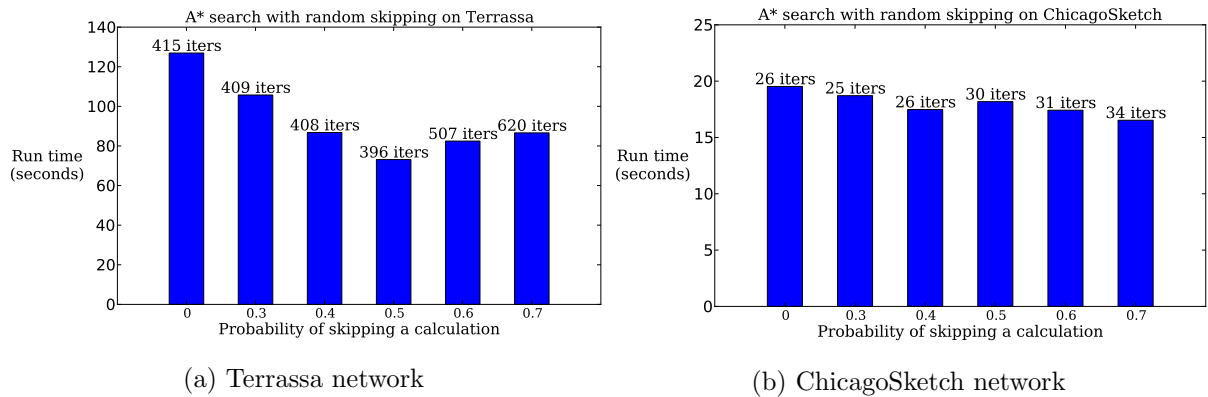 A* search with random skipping on Terrassa
140
120
100
80
60
40
20
0
Run time
(seconds)
415 iters
409 iters
408 iters
396 iters
507 iters
620 iters
0 0.3 0.4 0.5 0.6 0.7
Probability of skipping a calculation
(a) Terrassa network
A* search with random skipping on ChicagoSketch
25
20
15
10
5
0
Run time
(seconds)
26 iters
25 iters
26 iters
30 iters
31 iters
34 iters
0 0.3 0.4 0.5 0.6 0.7
Probability of skipping a calculation
(b) ChicagoSketch network